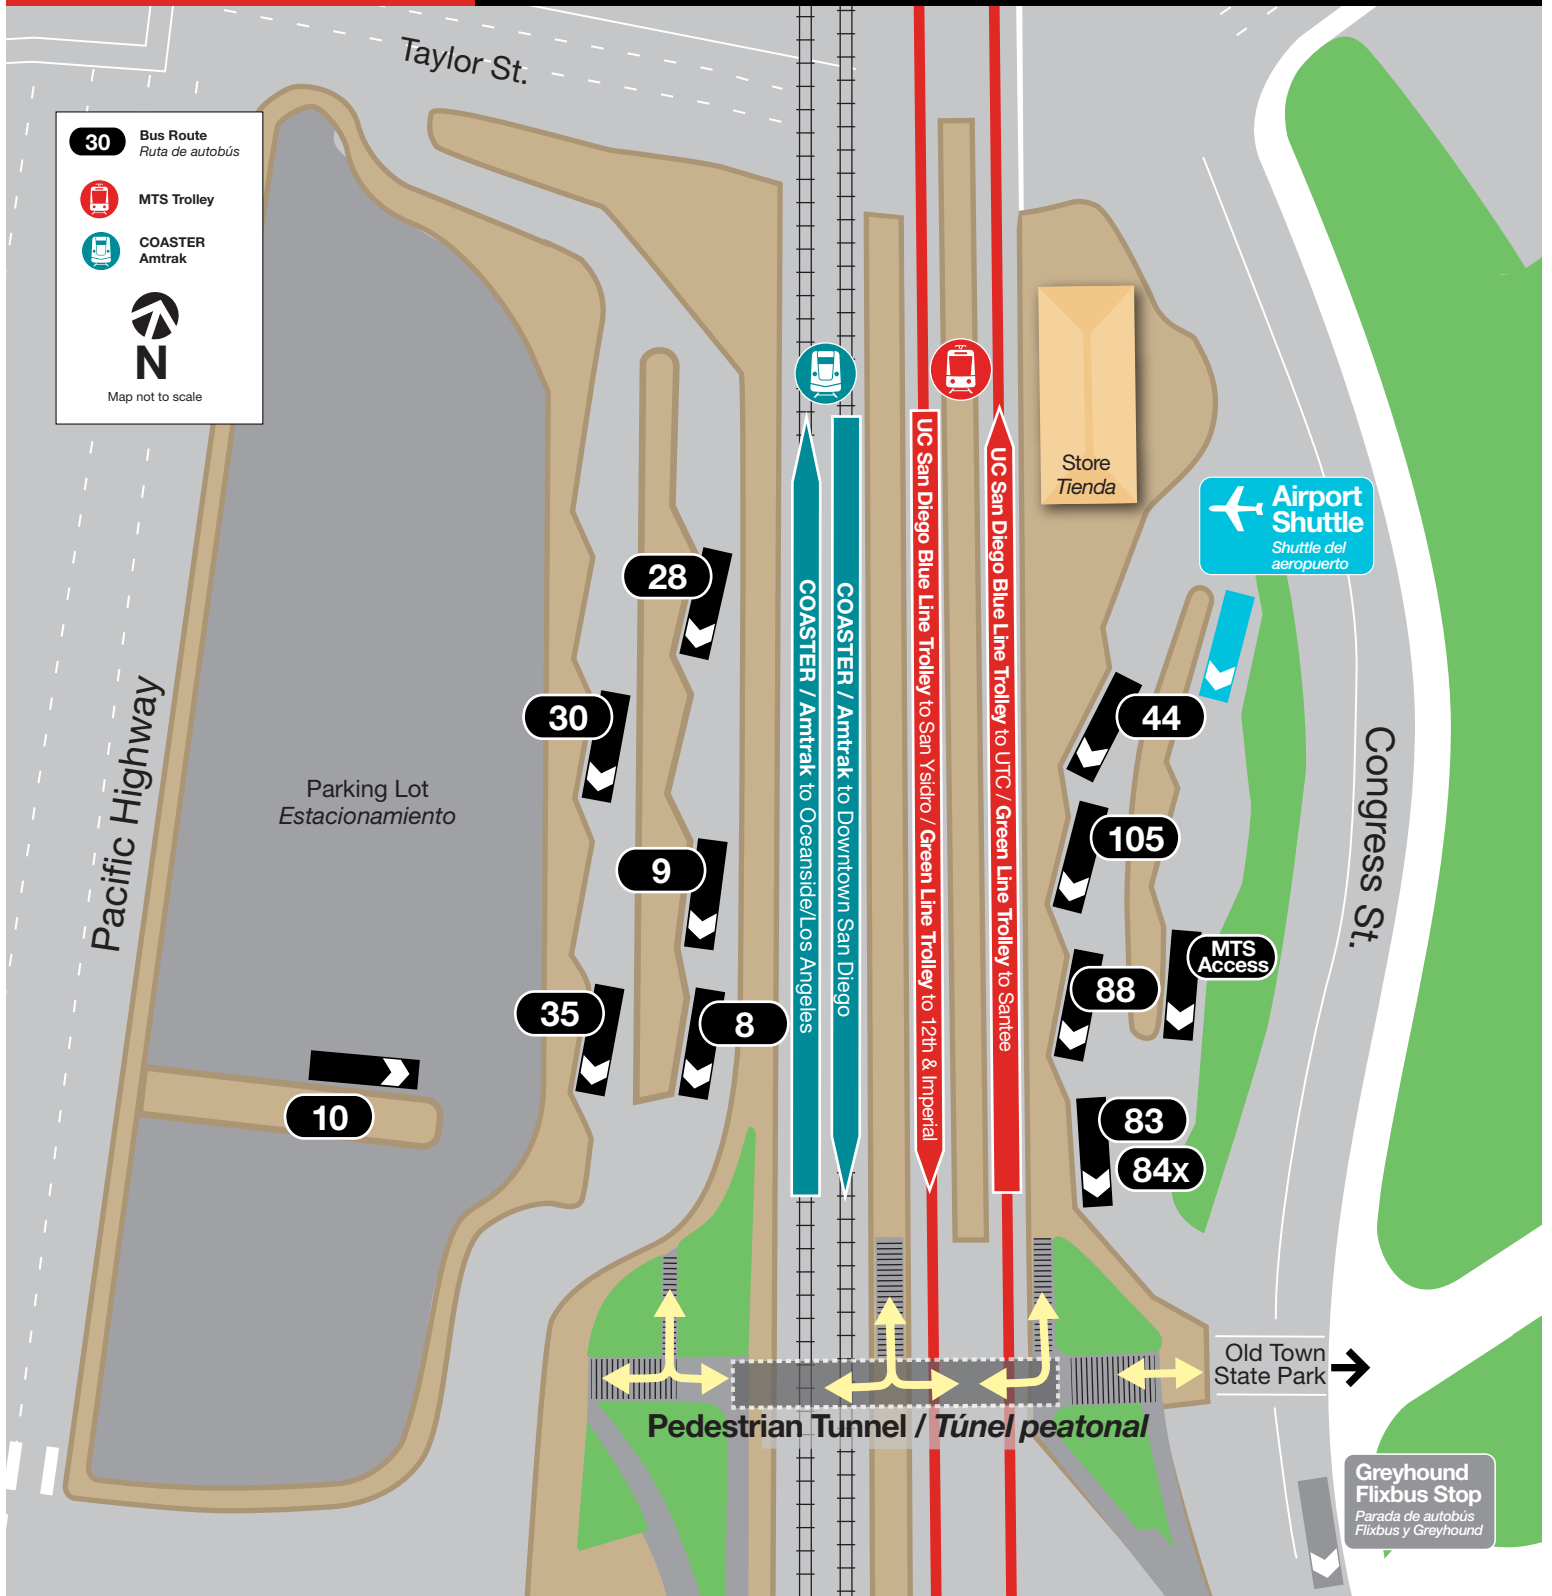 Taylor St.
30
Bus Route
Ruta de autobús
MTS Trolley
COASTER
Amtrak
N
Map not to scale
Store
Tienda
Airport
Shuttle
Shuttle del
aeropuerto
28
30
9
35
8
10
Parking Lot
Estacionamiento
Pacific Highway
COASTER / Amtrak to Oceanside/Los Angeles
COASTER / Amtrak to Downtown San Diego
UC San Diego Blue Line Trolley to San Ysidro / Green Line Trolley to 12th & Imperial
UC San Diego Blue Line Trolley to UTC / Green Line Trolley to Santee
44
105
88
MTS
Access
83
84x
Congress St.
Old Town
State Park
Pedestrian Tunnel / Túnel peatonal
Greyhound
Flixbus Stop
Parada de autobús
Flixbus y Greyhound